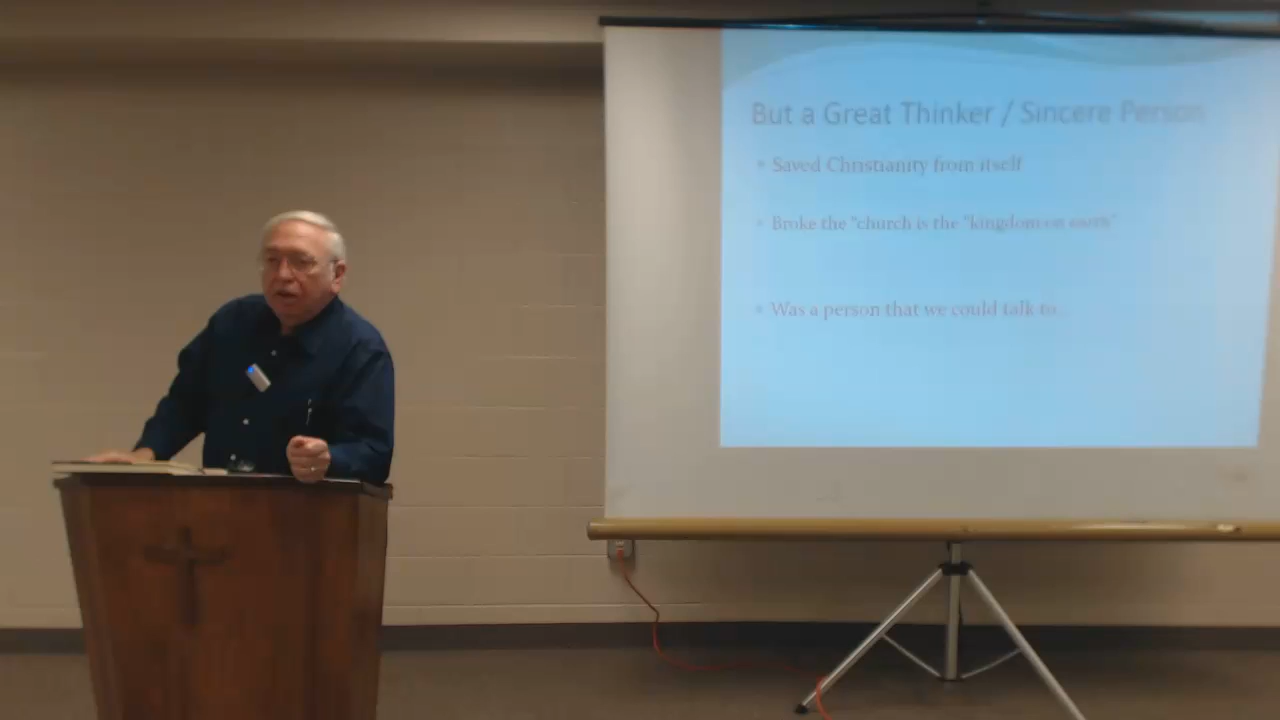 But a Great Thinker / Sincere Person
Saved Christianity from itself
Broke the "church is the "kingdom on earth"
Was a person that we could talk to...